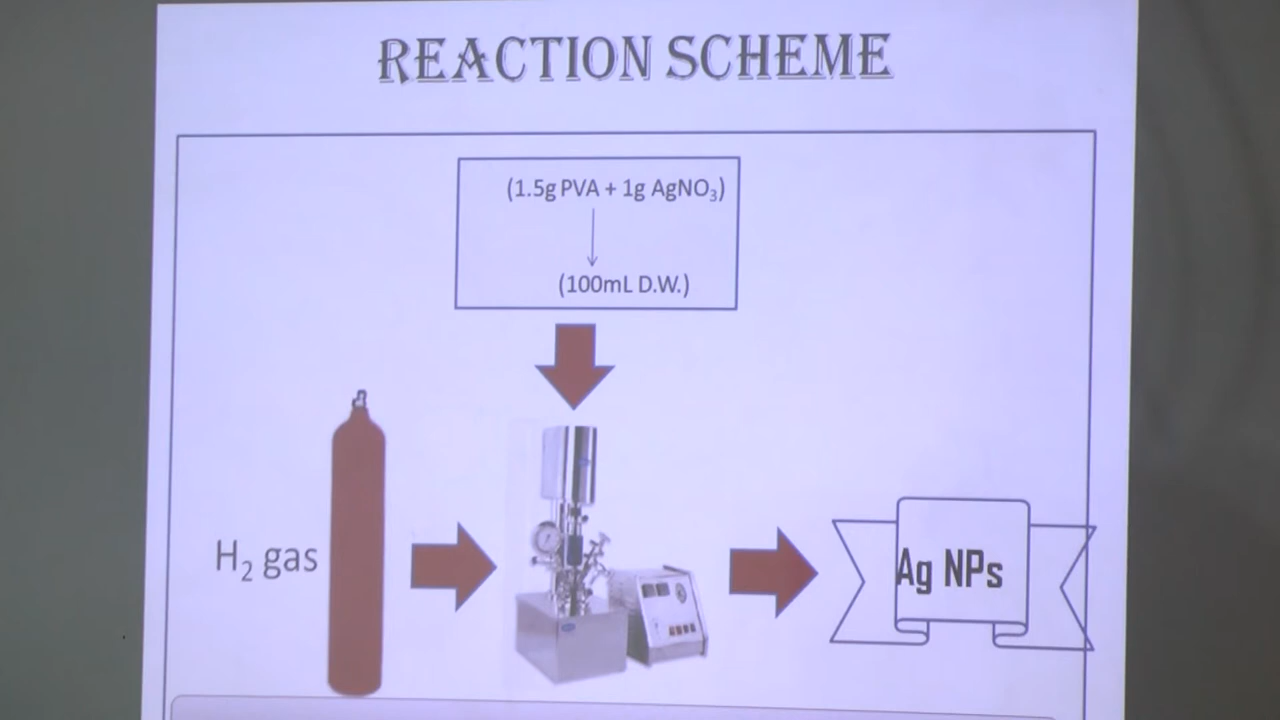 REACTION SCHEME
(1.5g PVA + 1g AgNO₃)
(100mL D.W.)
H₂ gas
Ag NPs